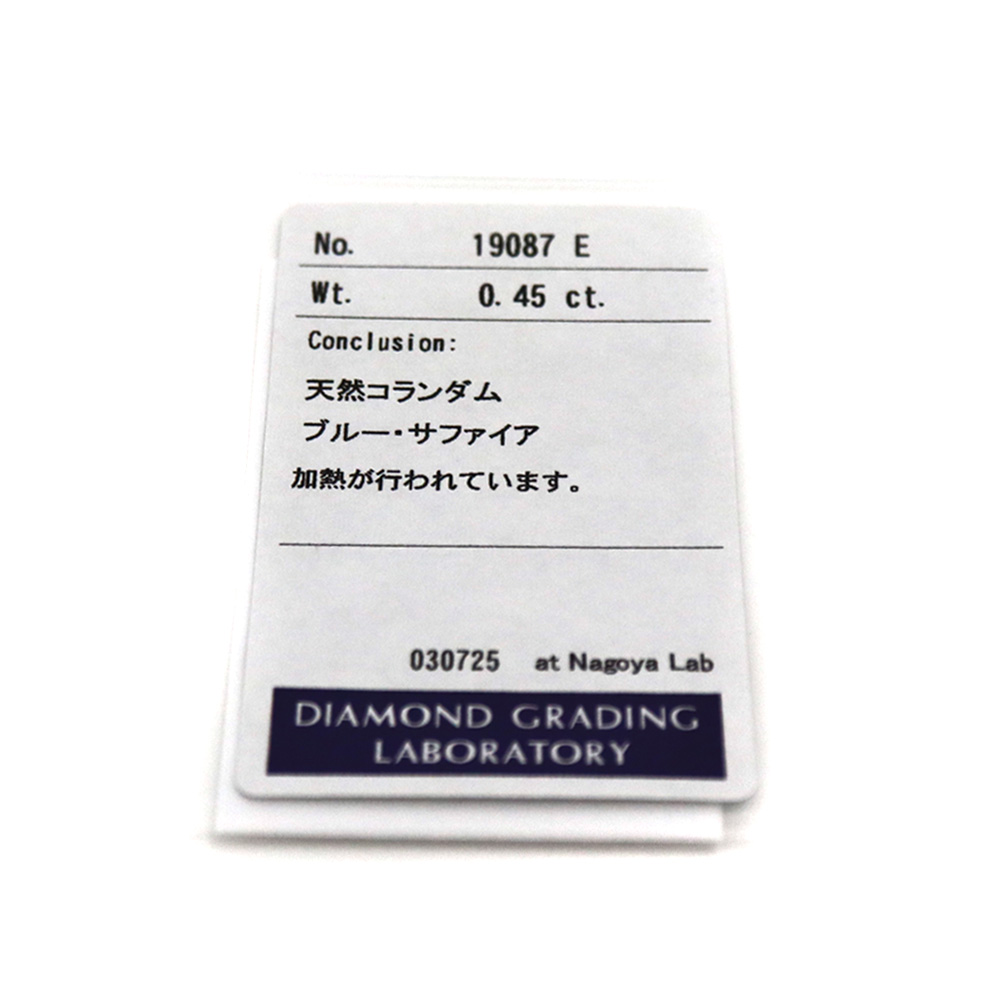 No. 19087 E
Wt. 0.45 ct.
Conclusion:
天然コランダム
ブルー・サファイア
加熱が行われています。
030725 at Nagoya Lab
DIAMOND GRADING
LABORATORY